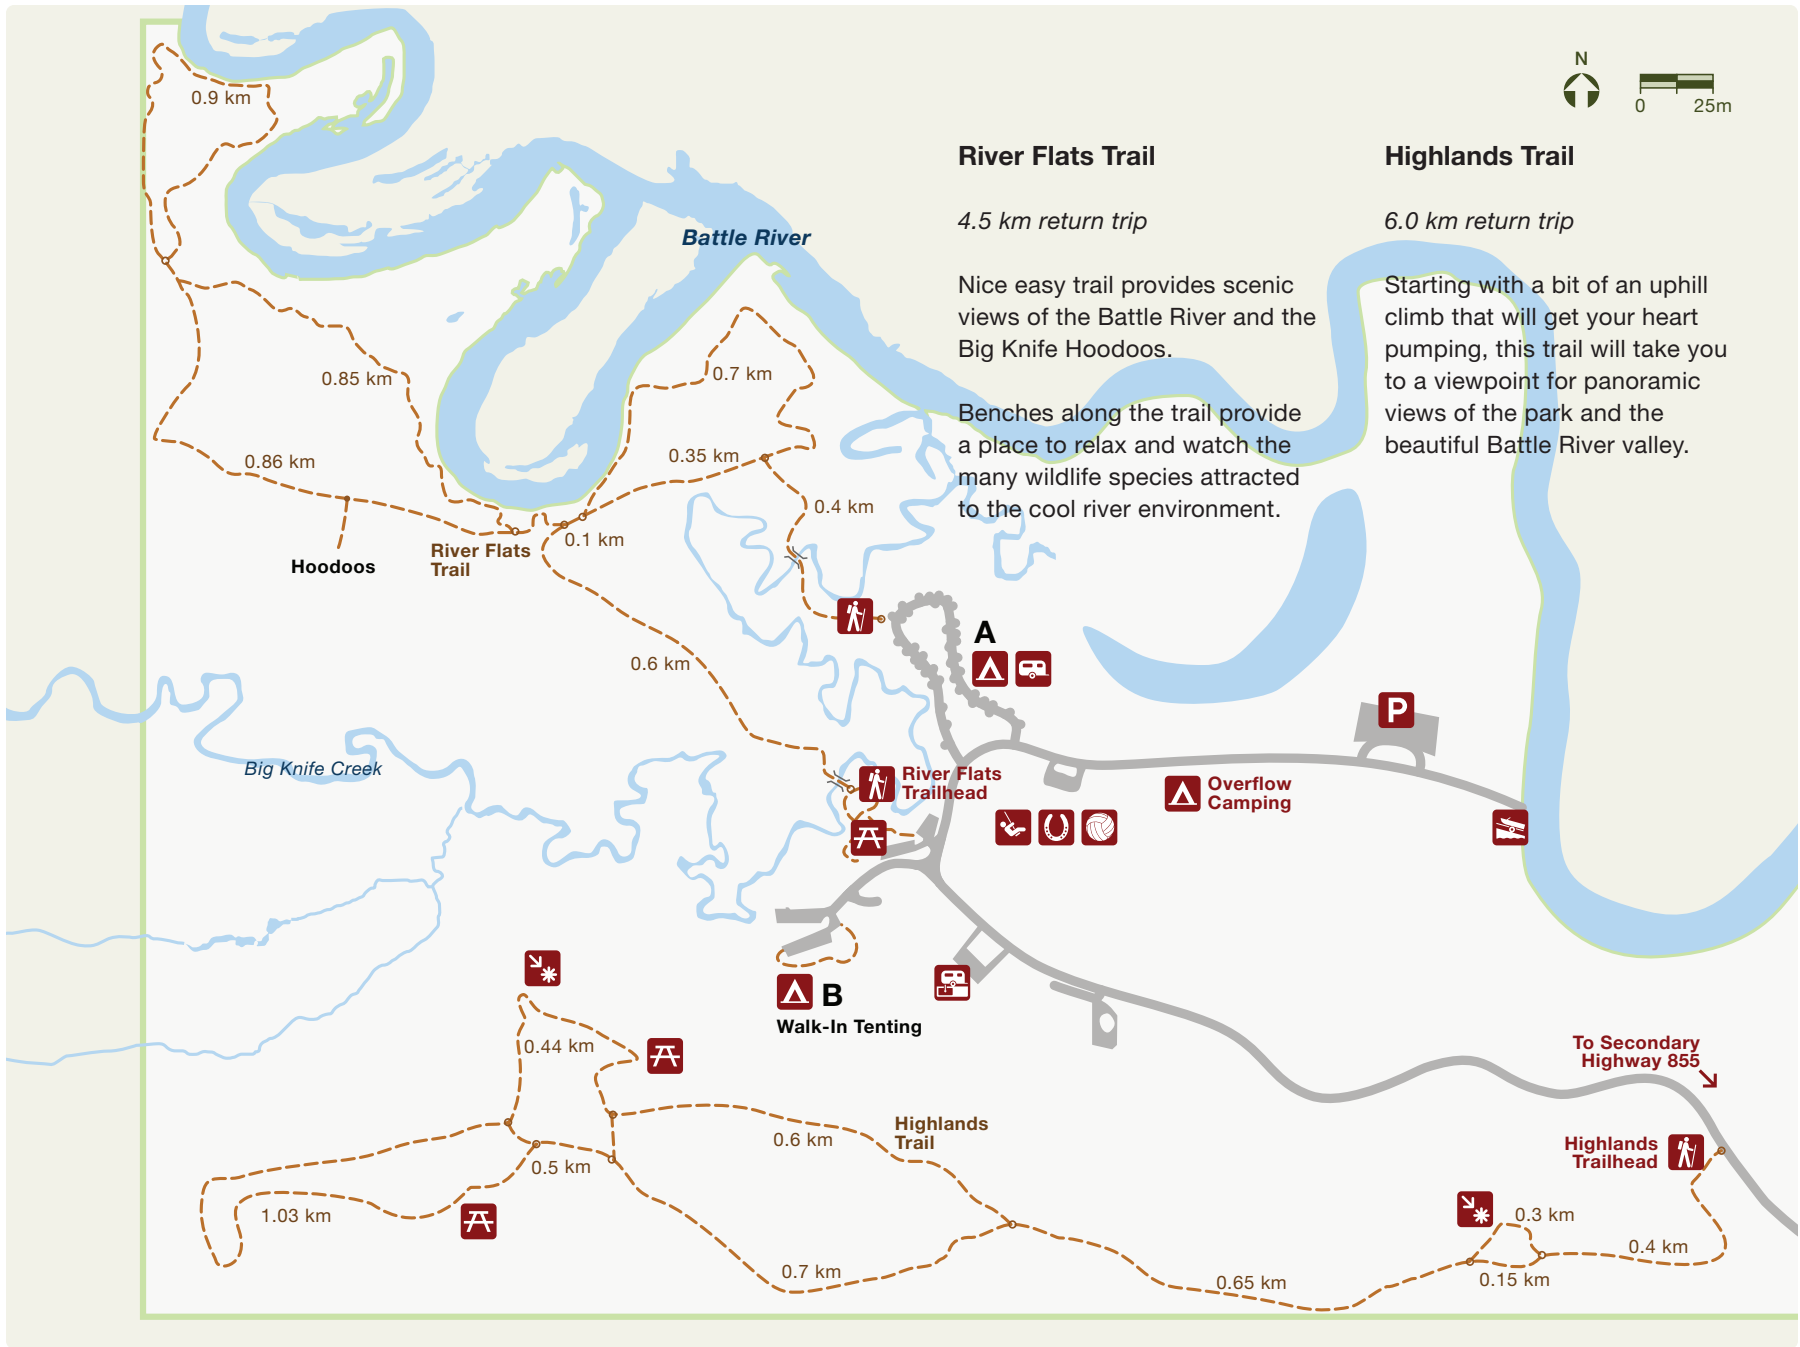 N
0 25m
River Flats Trail
4.5 km return trip
Nice easy trail provides scenic
views of the Battle River and the
Big Knife Hoodoos.
Benches along the trail provide
a place to relax and watch the
many wildlife species attracted
to the cool river environment.
Highlands Trail
6.0 km return trip
Starting with a bit of an uphill
climb that will get your heart
pumping, this trail will take you
to a viewpoint for panoramic
views of the park and the
beautiful Battle River valley.
0.9 km
Battle River
0.85 km
0.7 km
0.86 km
0.35 km
0.4 km
0.1 km
River Flats
Trail
Hoodoos
0.6 km
A
P
Big Knife Creek
River Flats
Trailhead
Overflow
Camping
B
Walk-In Tenting
0.44 km
To Secondary
Highway 855
Highlands
Trail
0.6 km
0.5 km
Highlands
Trailhead
1.03 km
0.3 km
0.4 km
0.7 km
0.65 km
0.15 km